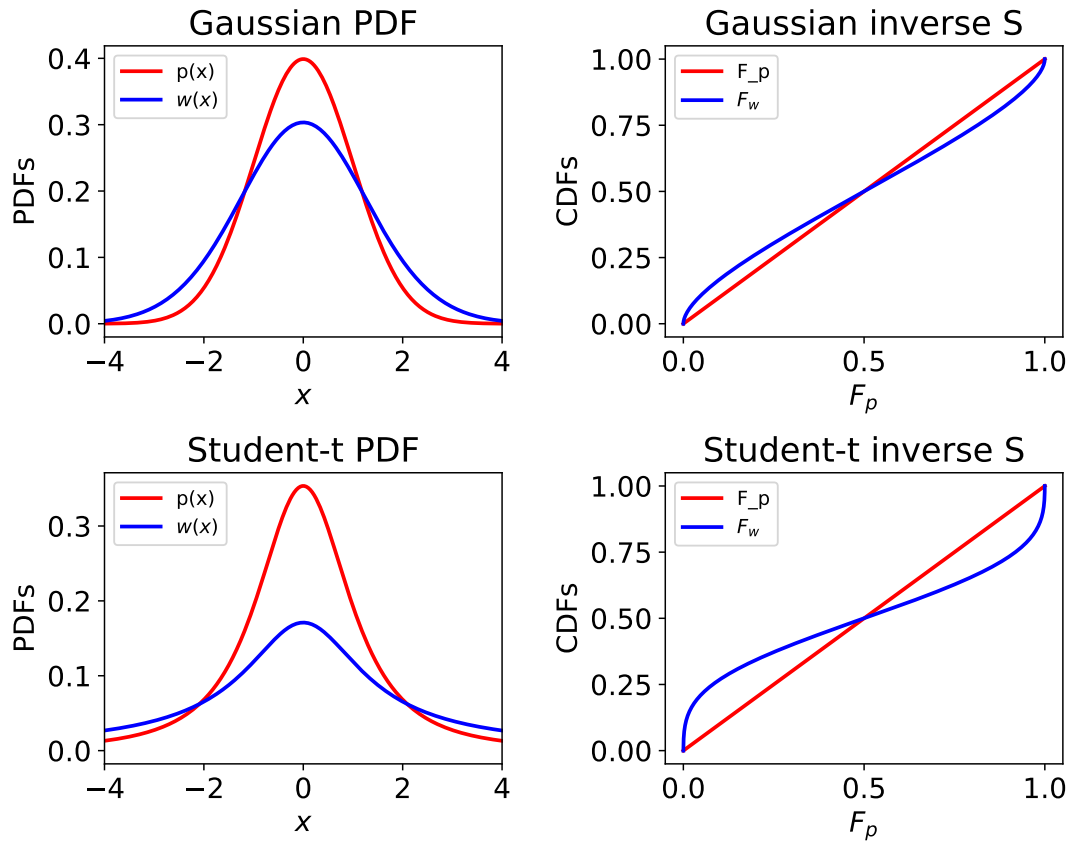 Gaussian PDF
p(x)
w(x)
PDFs
0.4
0.3
0.2
0.1
0.0
−4
−2
0
2
4
x
Gaussian inverse S
F_p
F_w
CDFs
1.00
0.75
0.50
0.25
0.00
0.0
0.5
1.0
F_p
Student-t PDF
p(x)
w(x)
PDFs
0.3
0.2
0.1
0.0
−4
−2
0
2
4
x
Student-t inverse S
F_p
F_w
CDFs
1.00
0.75
0.50
0.25
0.00
0.0
0.5
1.0
F_p